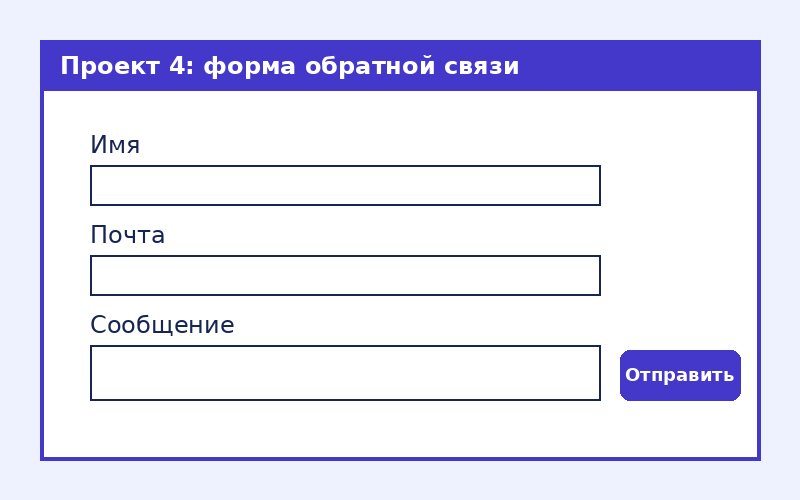 Проект 4: форма обратной связи
Имя
Почта
Сообщение
Отправить